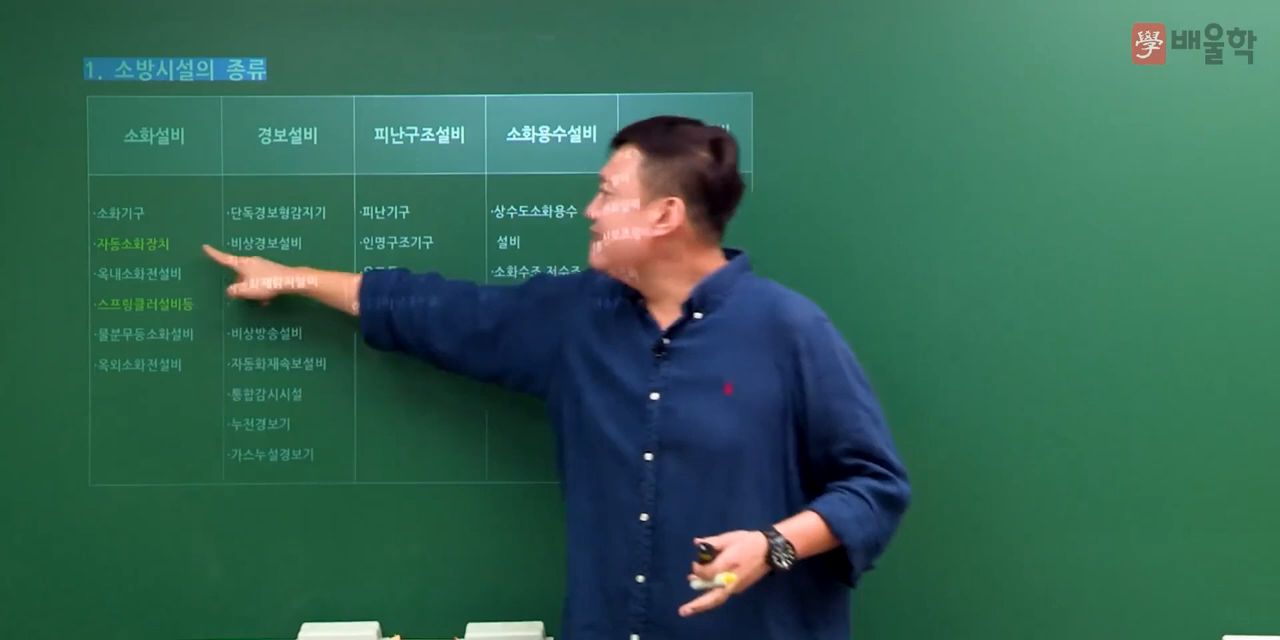 學 배울학
1. 소방시설의 종류
소화설비 경보설비 피난구조설비 소화용수설비
·소화기구
·자동소화장치
·옥내소화전설비
·스프링클러설비등
·물분무등소화설비
·옥외소화전설비
·단독경보형감지기
·비상경보설비
·비상방송설비
·자동화재속보설비
·통합감시시설
·누전경보기
·가스누설경보기
·피난기구
·인명구조기구
·상수도소화용수
설비
·소화수조